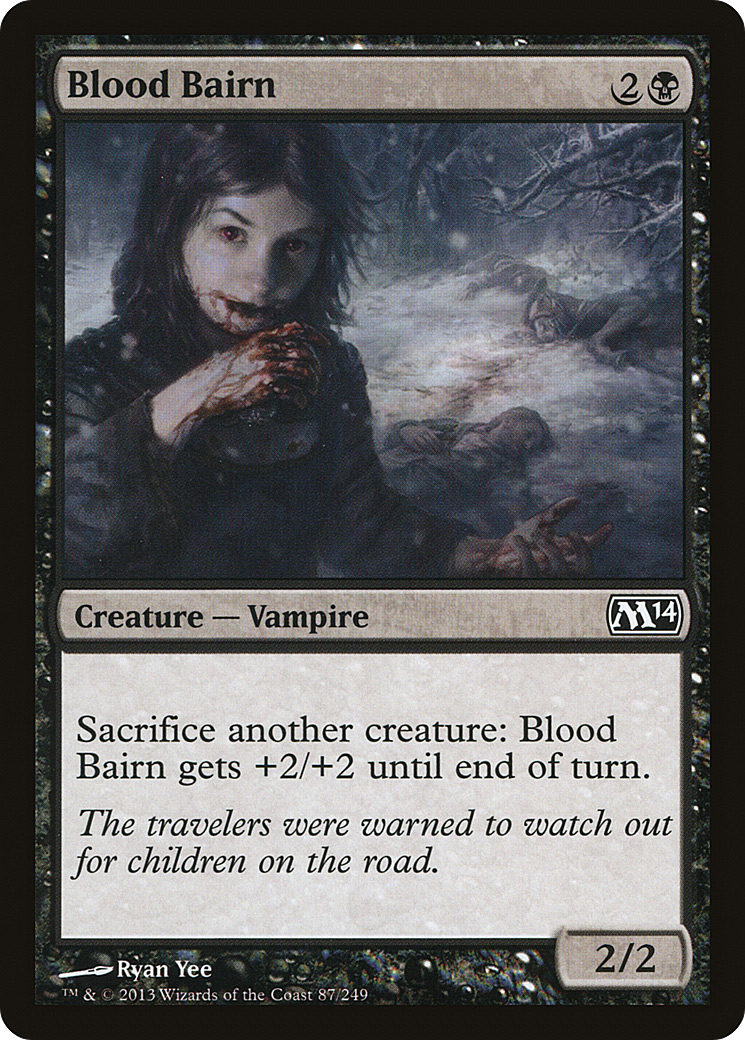 Blood Bairn 2
Creature — Vampire M14
Sacrifice another creature: Blood
Bairn gets +2/+2 until end of turn.
The travelers were warned to watch out
for children on the road.
2/2
Ryan Yee
™ & © 2013 Wizards of the Coast 87/249